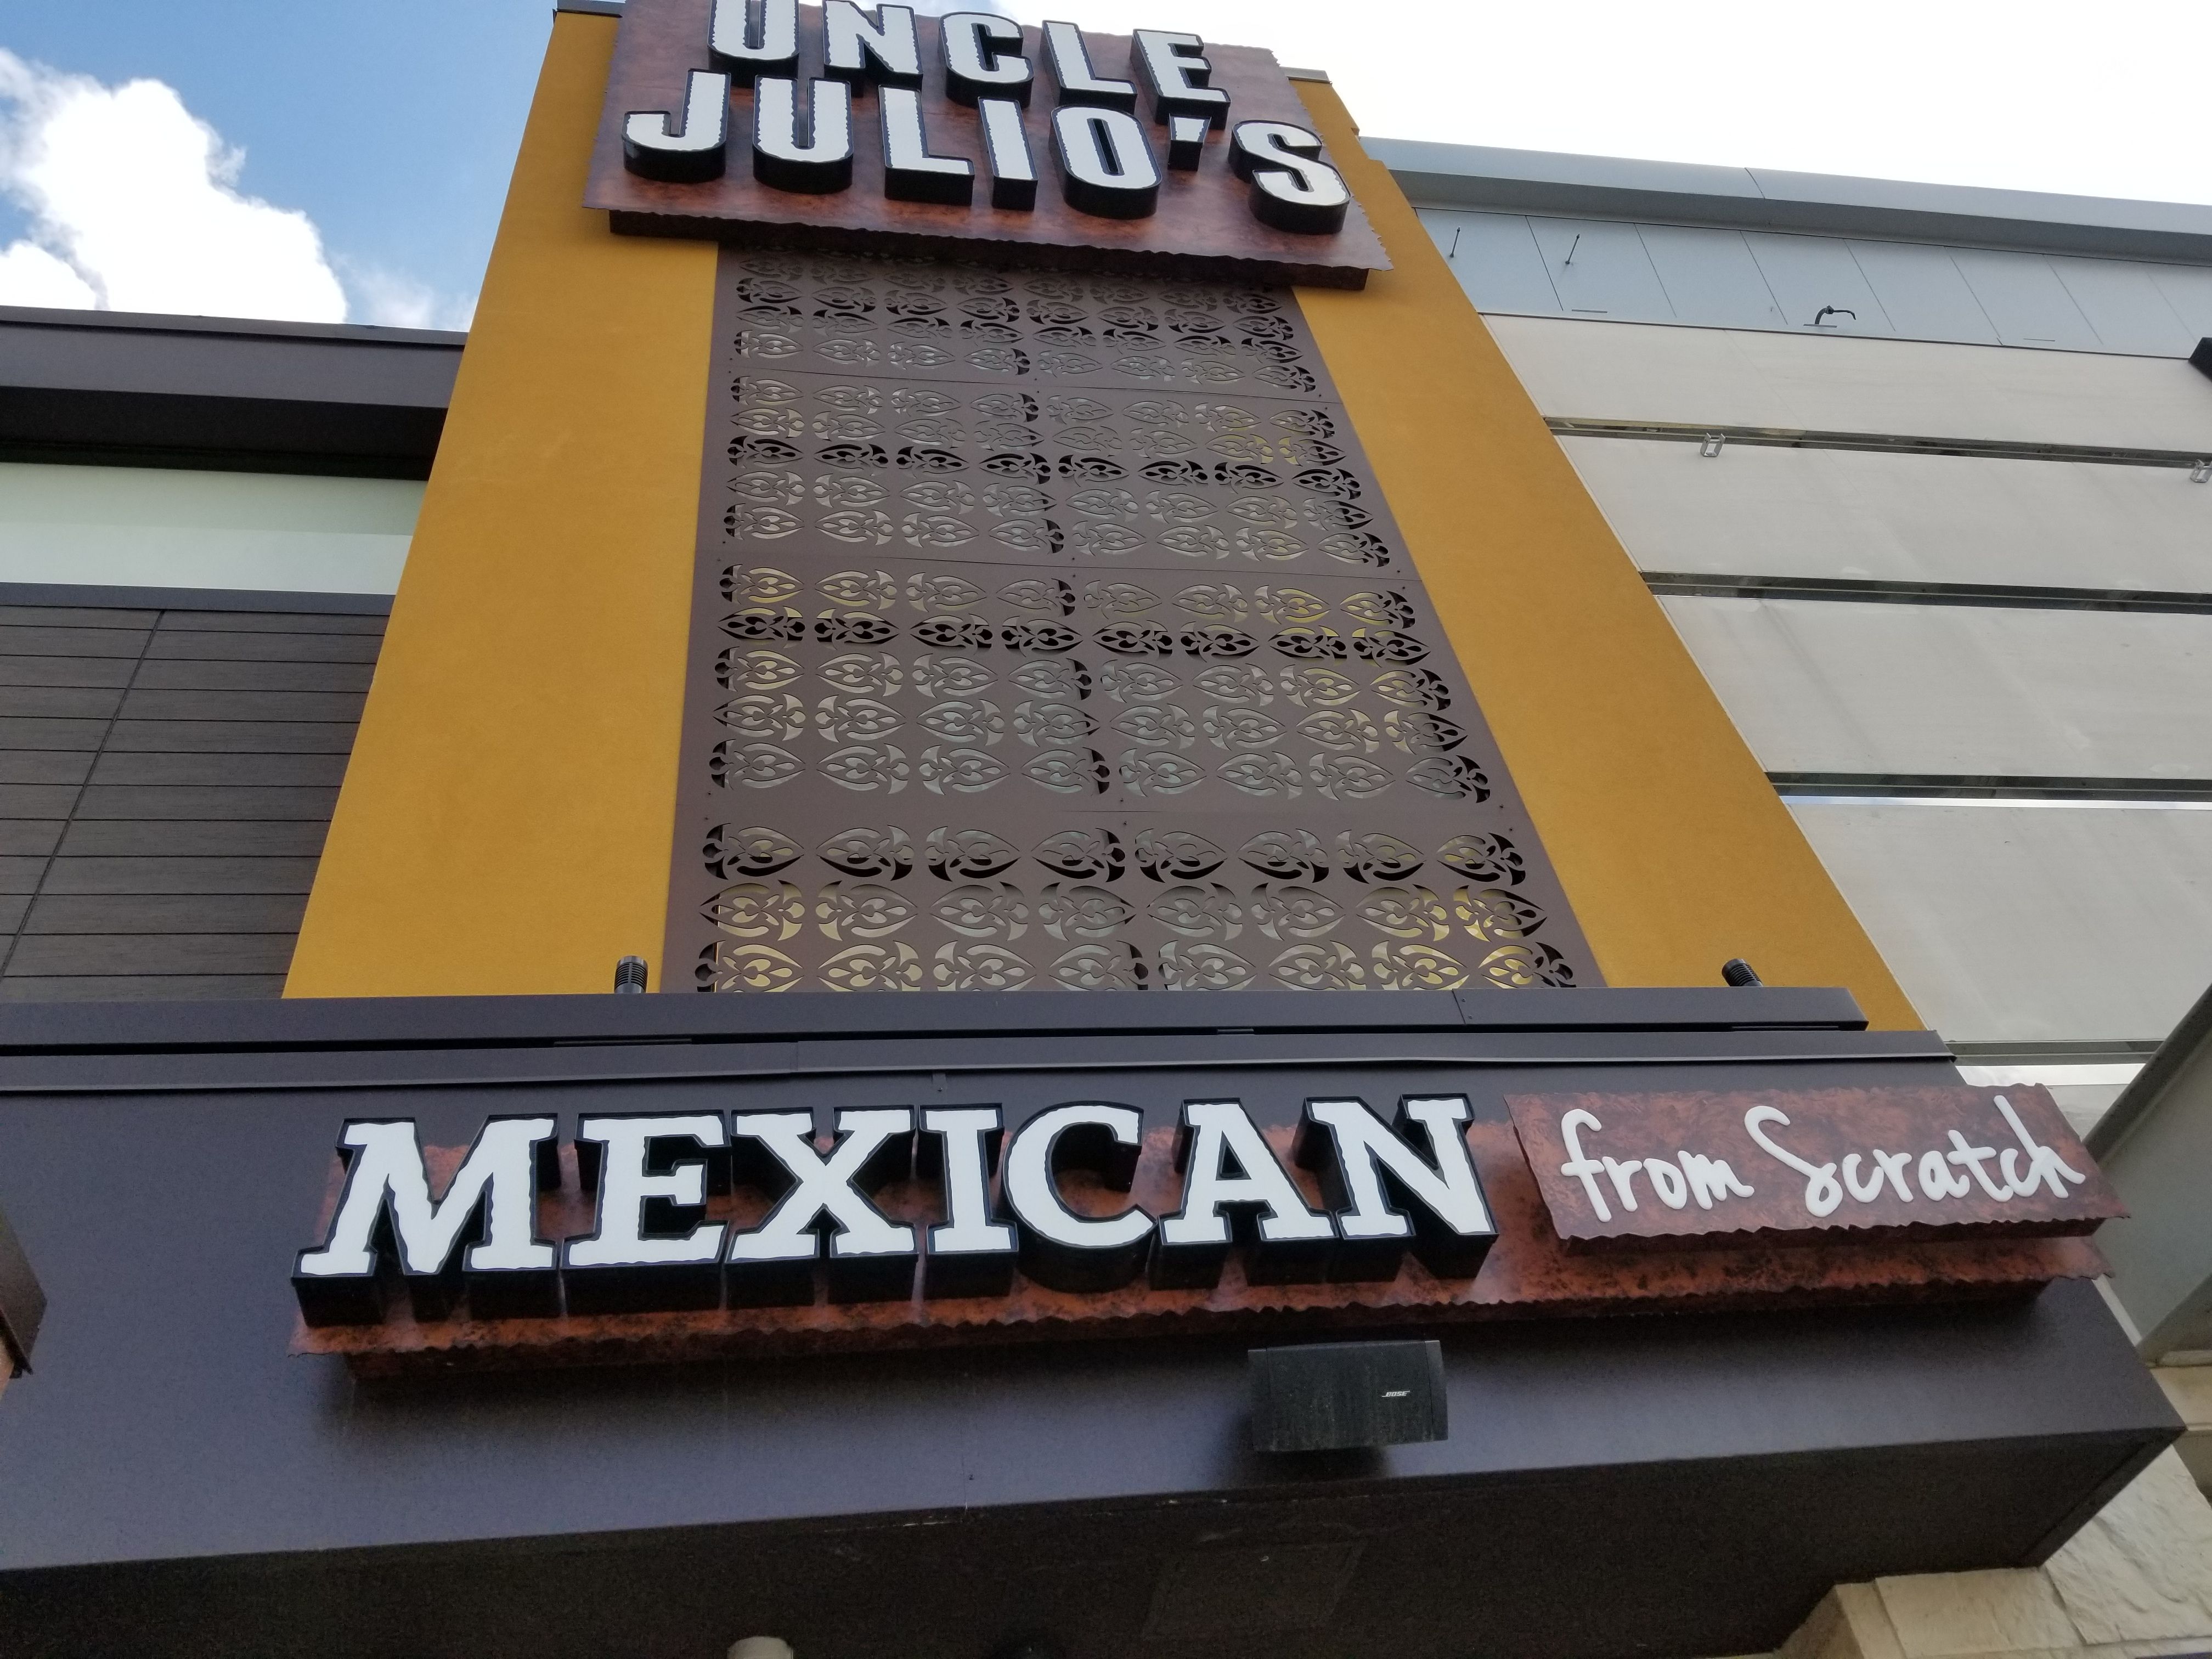 UNCLE
JULIO'S
MEXICAN from Scratch
BOSE